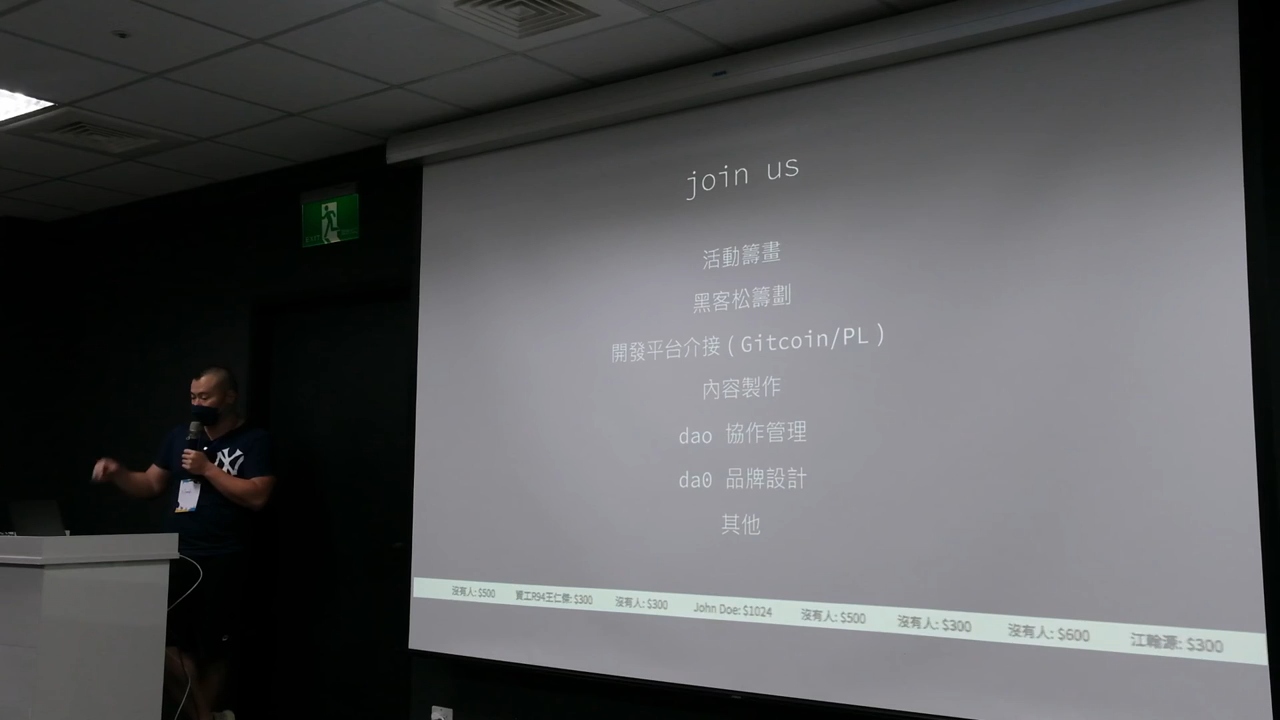 join us
活動籌畫
黑客松籌劃
開發平台介接 ( Gitcoin/PL )
內容製作
dao 協作管理
da0 品牌設計
其他
沒有人: $500 資工R94王仁傑: $300 沒有人: $300 John Doe: $1024 沒有人: $500 沒有人: $300 沒有人: $600 江翰源: $300
EXIT
NY